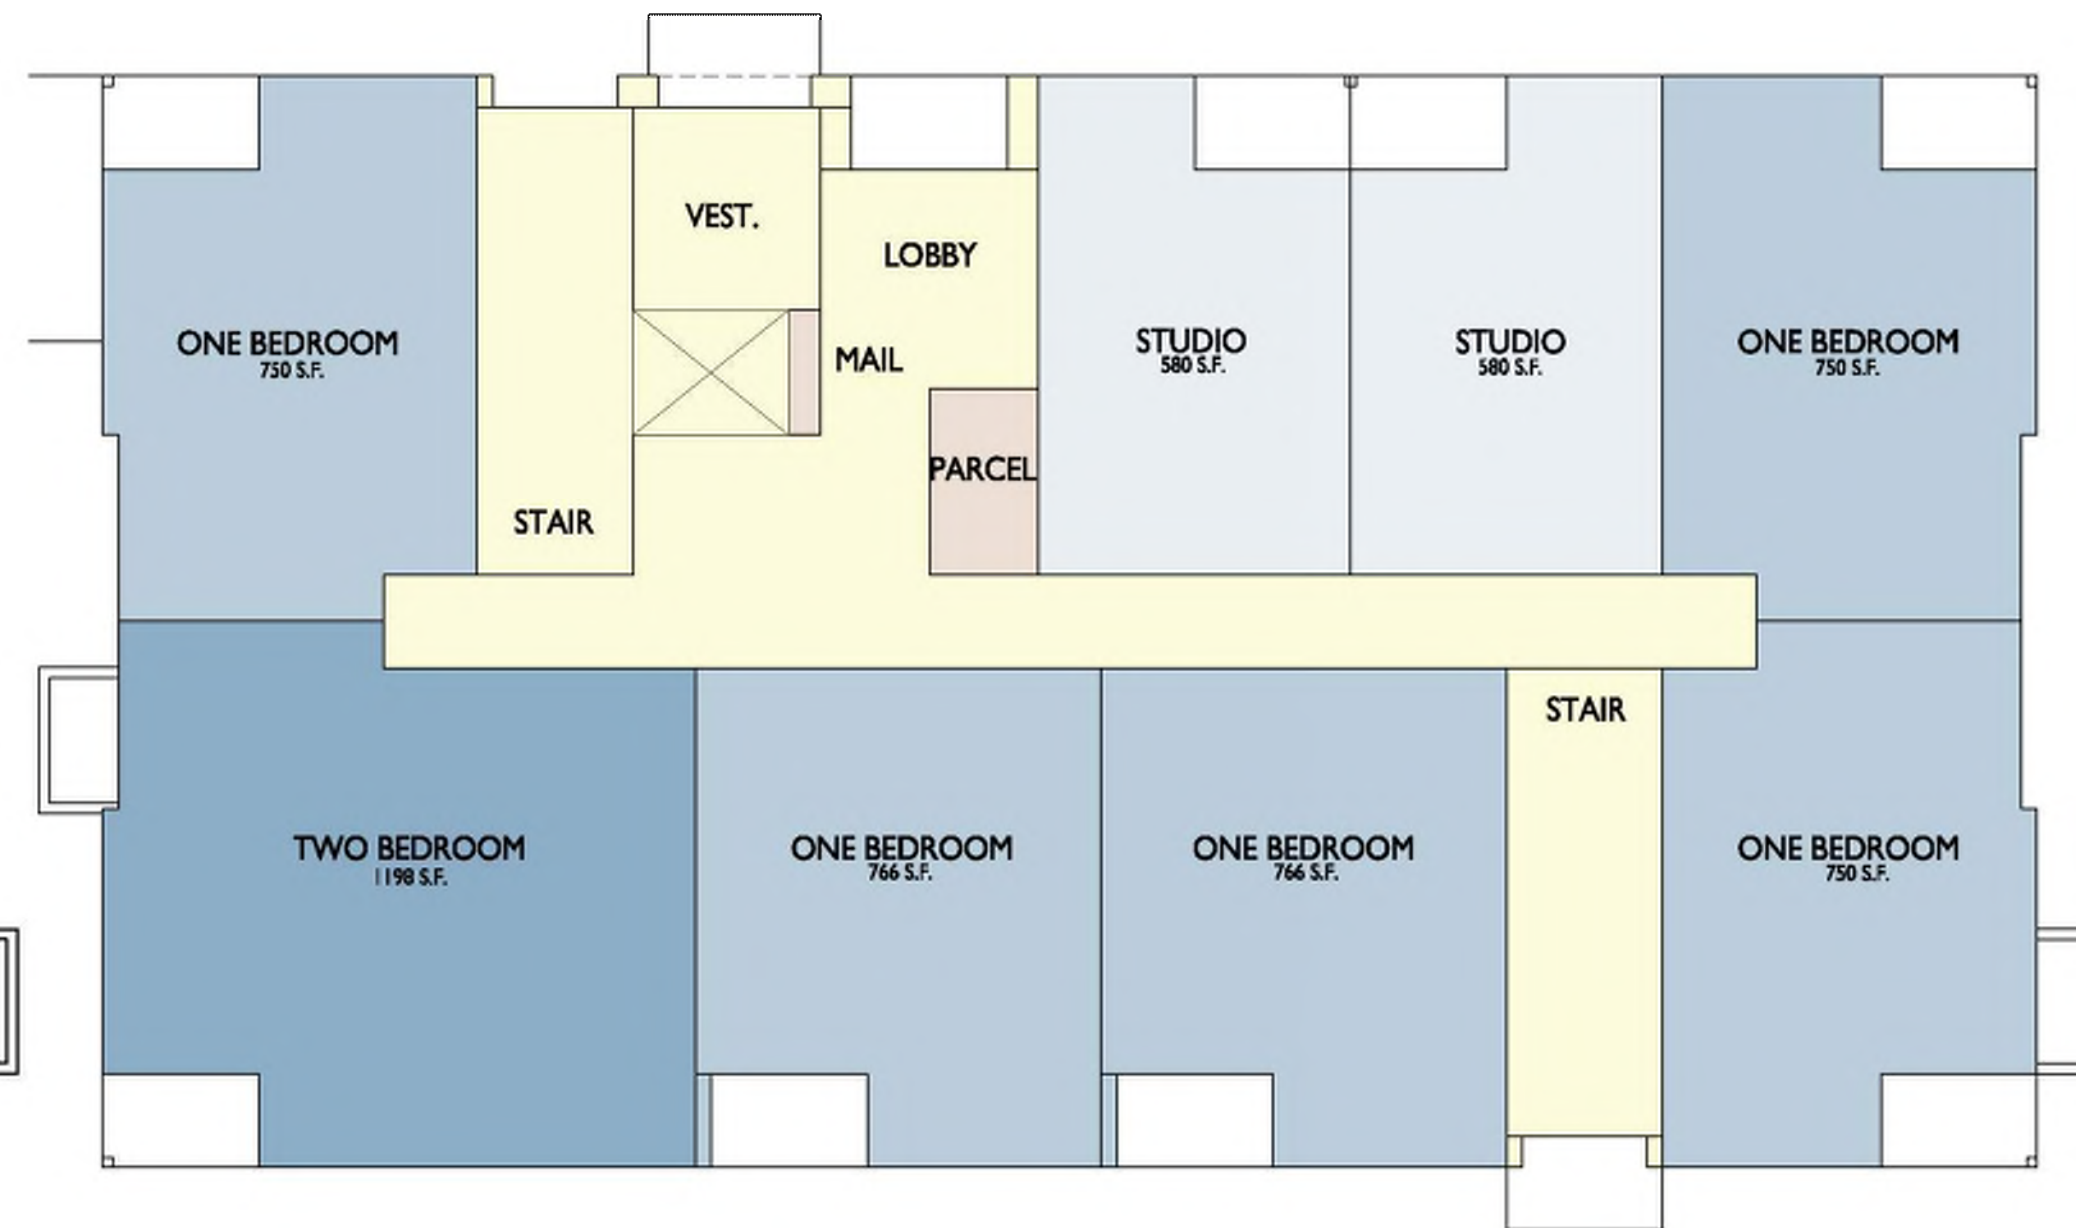 VEST.
LOBBY
ONE BEDROOM
750 S.F.
MAIL
STUDIO
580 S.F.
STUDIO
580 S.F.
ONE BEDROOM
750 S.F.
PARCEL
STAIR
STAIR
TWO BEDROOM
1198 S.F.
ONE BEDROOM
766 S.F.
ONE BEDROOM
766 S.F.
ONE BEDROOM
750 S.F.